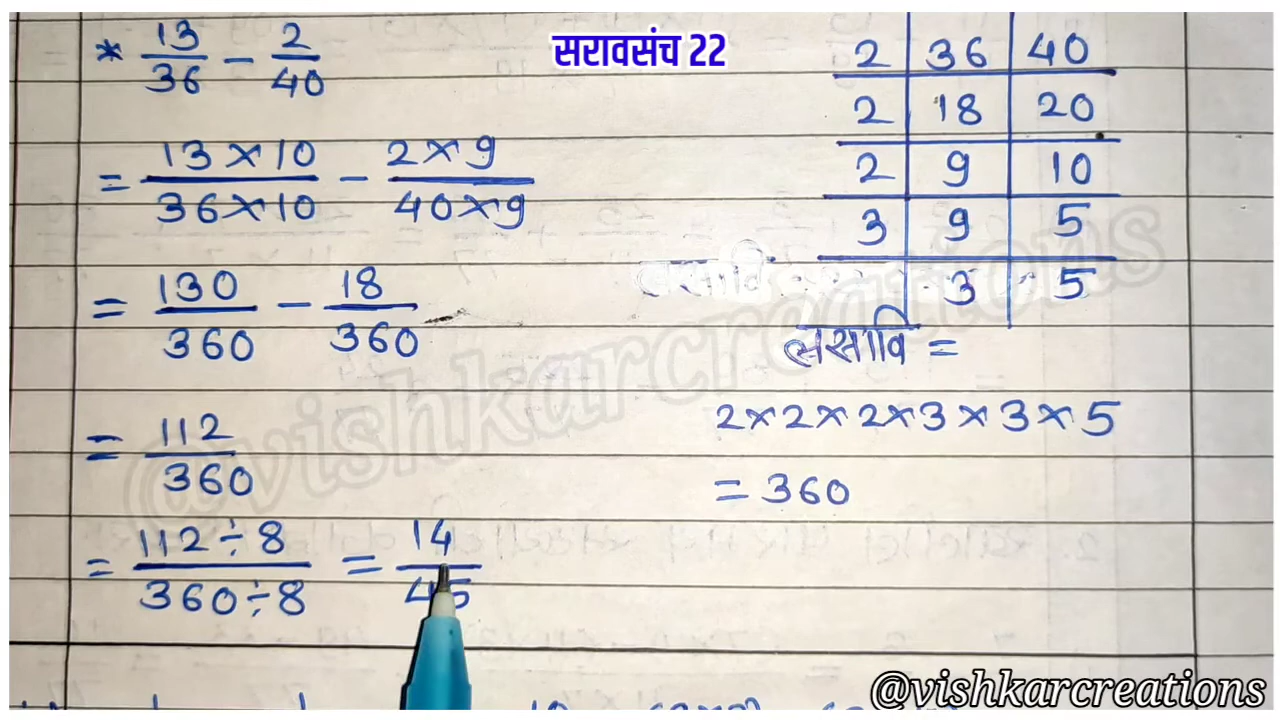 सरावसंच 22
* 13/36 - 2/40
= 13 × 10/36 × 10 - 2 × 9/40 × 9
= 130/360 - 18/360
= 112/360
= 112 ÷ 8/360 ÷ 8 = 14/45
2 | 36 | 40
2 | 18 | 20
2 | 9 | 10
3 | 9 | 5
3 | 5
लसावि =
2 × 2 × 2 × 3 × 3 × 5
= 360
@vishkarcreations
@vishkarcreations